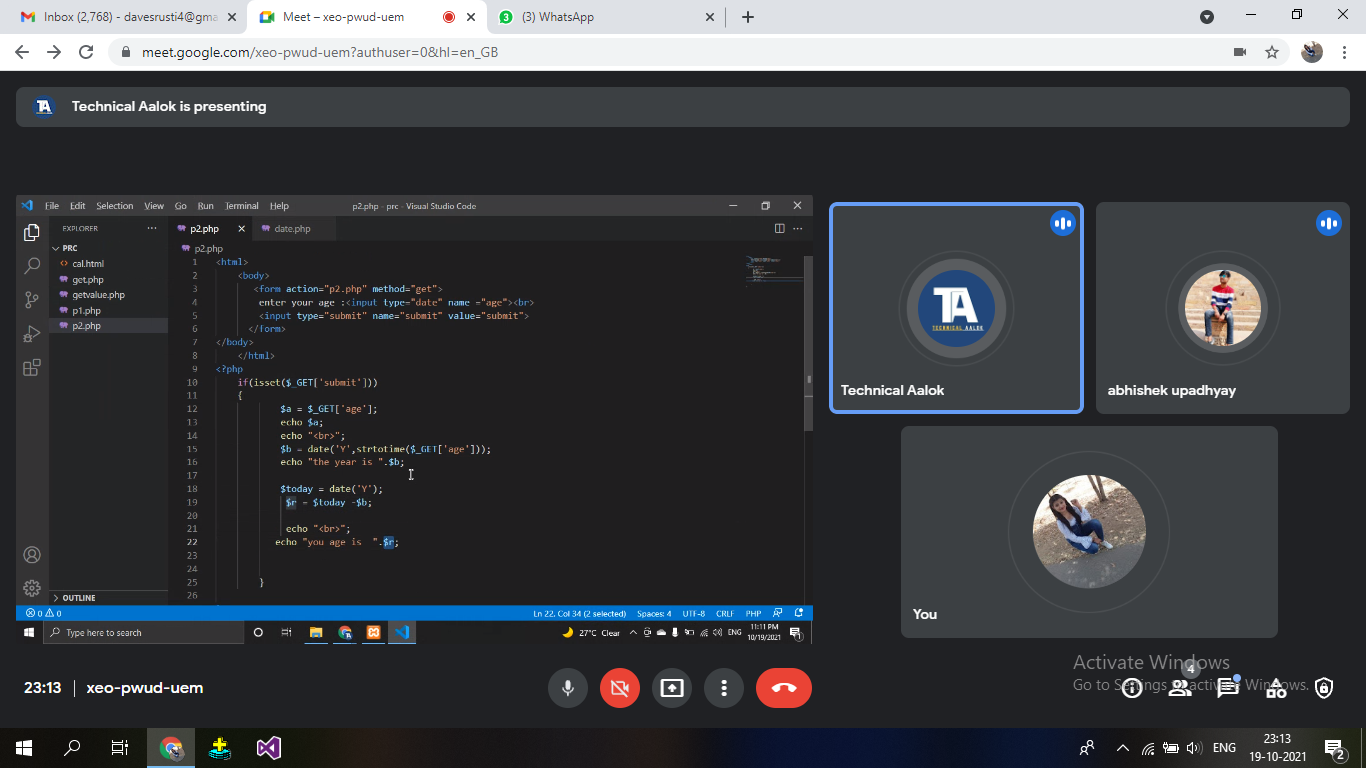 Inbox (2,768) - davesrusti4@gma
Meet – xeo-pwud-uem
(3) WhatsApp
meet.google.com/xeo-pwud-uem?authuser=0&hl=en_GB
TA Technical Aalok is presenting
File Edit Selection View Go Run Terminal Help p2.php - prc - Visual Studio Code
EXPLORER
PRC
cal.html
get.php
getvalue.php
p1.php
p2.php
OUTLINE
p2.php
date.php
p2.php
1 <html>
2 <body>
3 <form action="p2.php" method="get">
4 enter your age :<input type="date" name ="age"><br>
5 <input type="submit" name="submit" value="submit">
6 </form>
7 </body>
8 </html>
9 <?php
10 if(isset($_GET['submit']))
11 {
12 $a = $_GET['age'];
13 echo $a;
14 echo "<br>";
15 $b = date('Y',strtotime($_GET['age']));
16 echo "the year is ".$b;
17
18 $today = date('Y');
19 $r = $today -$b;
20
21 echo "<br>";
22 echo "you age is  ".$r;
23
24
25 }
26
0 0
Ln 22, Col 34 (2 selected) Spaces: 4 UTF-8 CRLF PHP
Type here to search
27°C Clear
ENG
11:11 PM
10/19/2021
1
TA
TECHNICAL AALOK
Technical Aalok
abhishek upadhyay
You
23:13 | xeo-pwud-uem
4
Activate Windows
Go to Settings to activate Windows.
ENG
23:13
19-10-2021
2